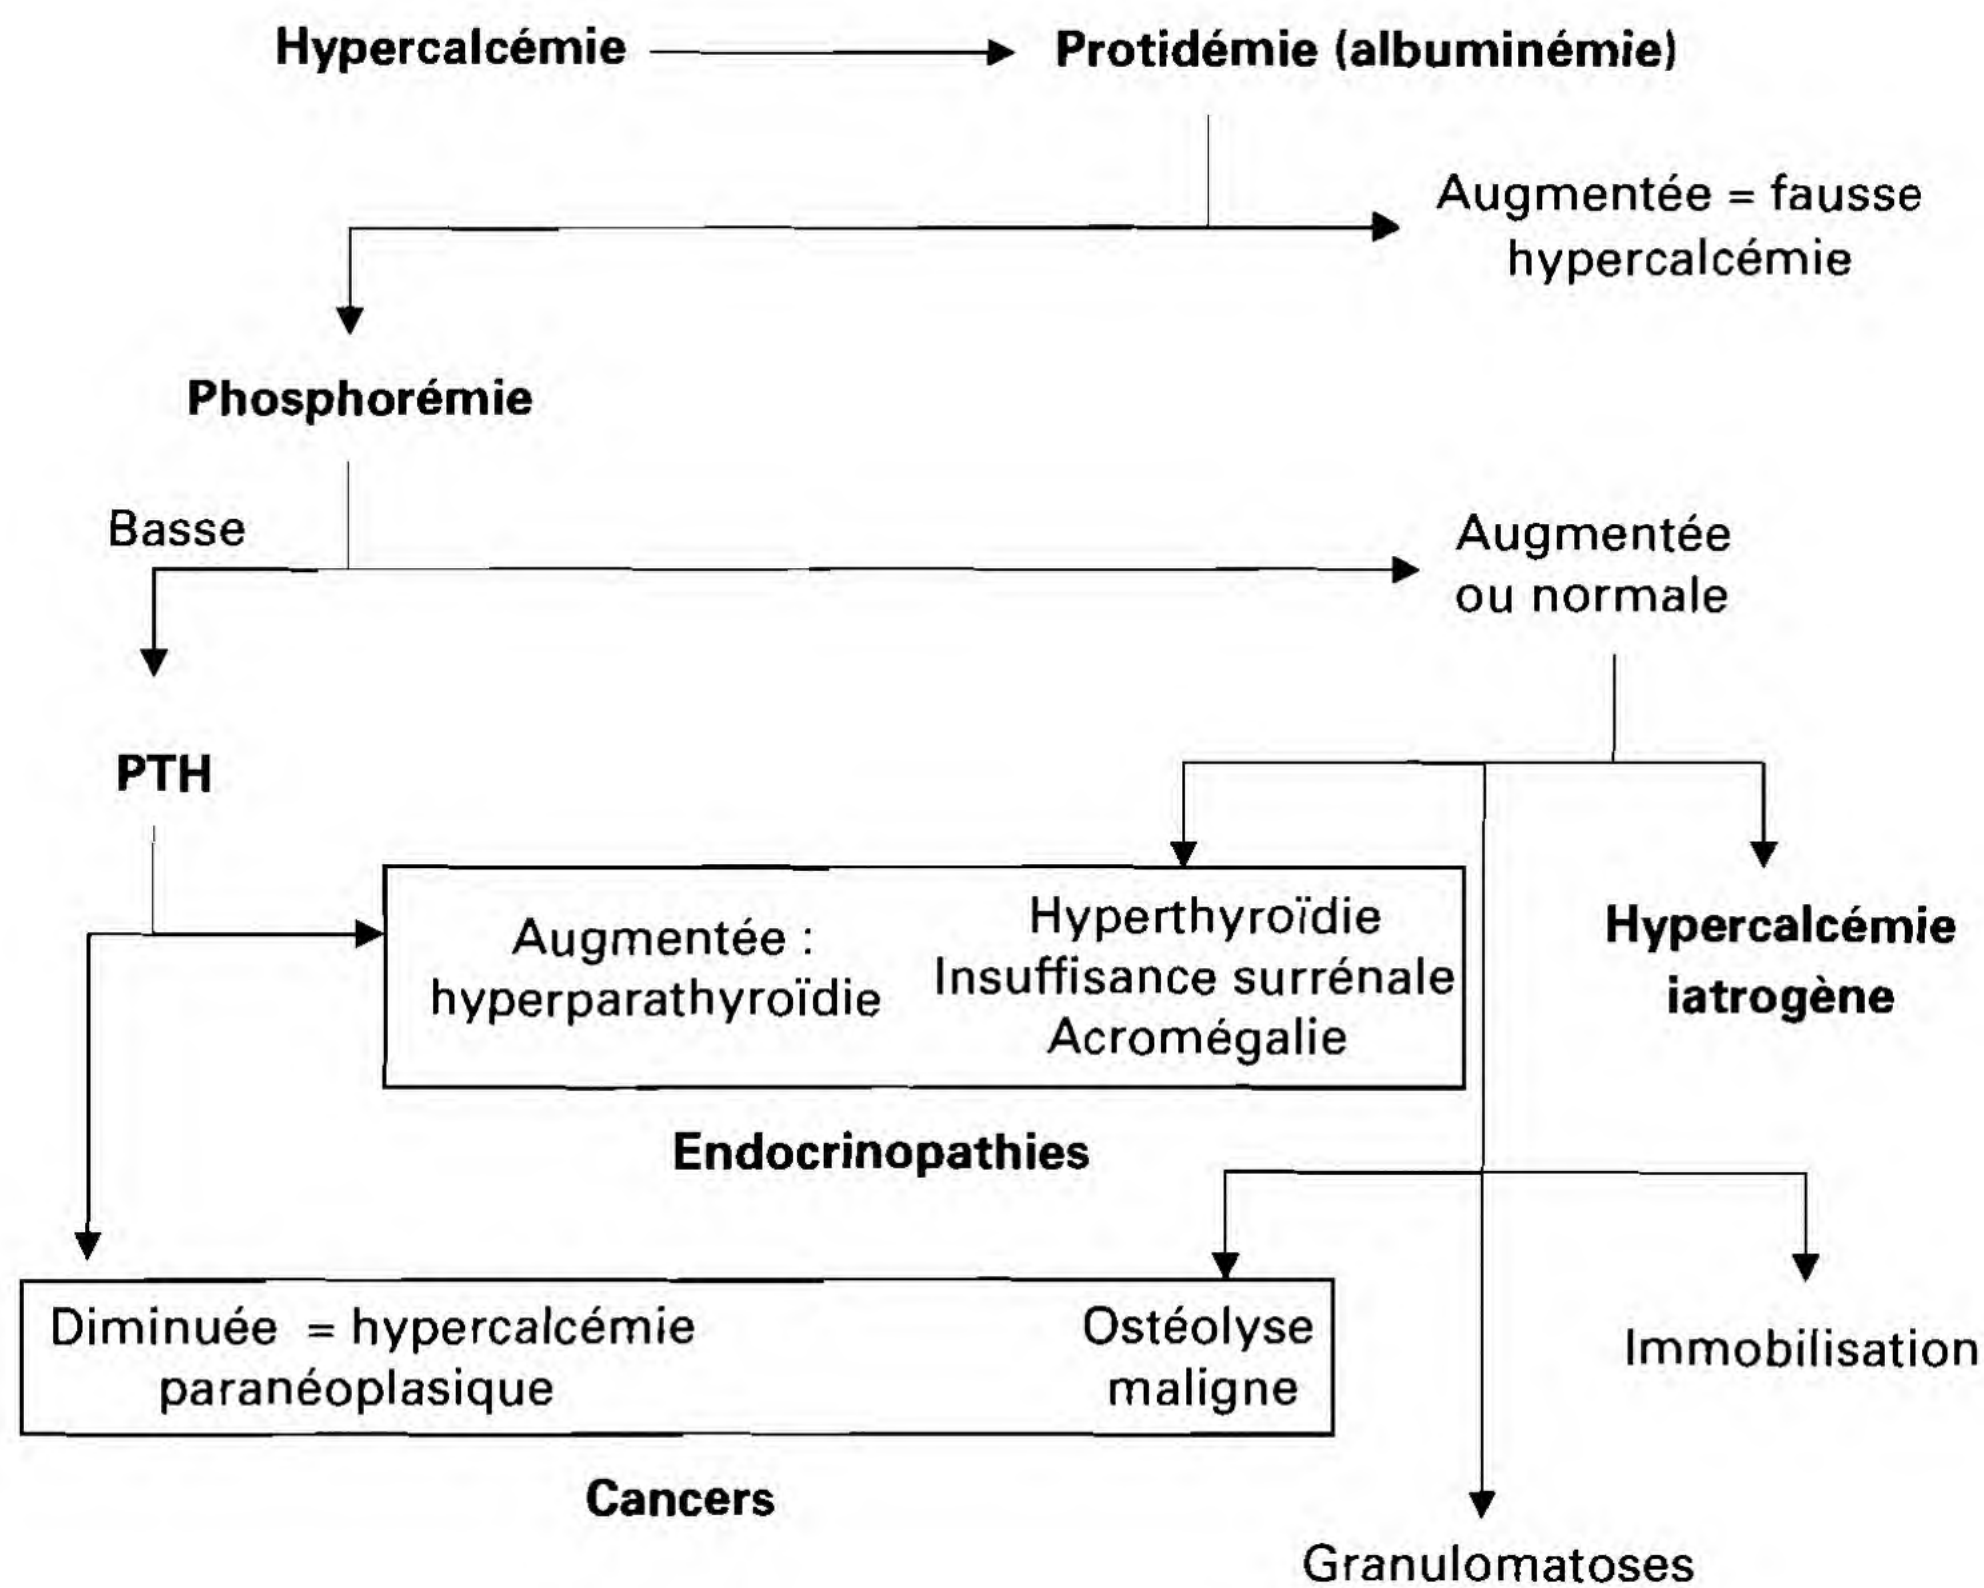 Hypercalcémie
Protidémie (albuminémie)
Augmentée = fausse
hypercalcémie
Phosphorémie
Basse
Augmentée
ou normale
PTH
Augmentée :
hyperparathyroïdie
Hyperthyroïdie
Insuffisance surrénale
Acromégalie
Hypercalcémie
iatrogène
Endocrinopathies
Diminuée = hypercalcémie
paranéoplasique
Ostéolyse
maligne
Immobilisation
Cancers
Granulomatoses